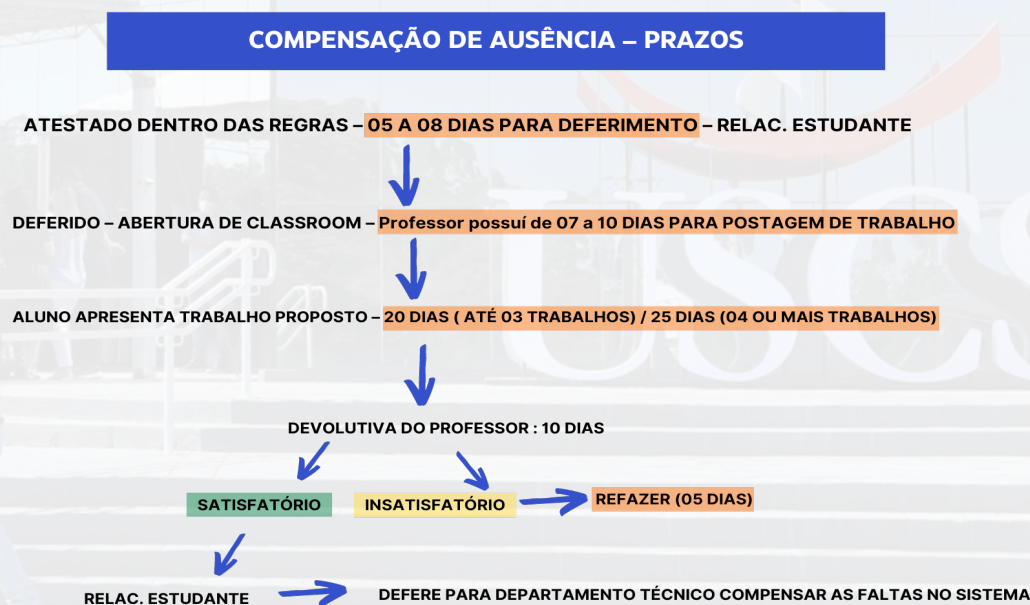 COMPENSAÇÃO DE AUSÊNCIA – PRAZOS
ATESTADO DENTRO DAS REGRAS – 05 A 08 DIAS PARA DEFERIMENTO – RELAC. ESTUDANTE
DEFERIDO – ABERTURA DE CLASSROOM – Professor possuí de 07 a 10 DIAS PARA POSTAGEM DE TRABALHO
ALUNO APRESENTA TRABALHO PROPOSTO – 20 DIAS ( ATÉ 03 TRABALHOS) / 25 DIAS (04 OU MAIS TRABALHOS)
DEVOLUTIVA DO PROFESSOR : 10 DIAS
SATISFATÓRIO
INSATISFATÓRIO
REFAZER (05 DIAS)
RELAC. ESTUDANTE
DEFERE PARA DEPARTAMENTO TÉCNICO COMPENSAR AS FALTAS NO SISTEMA
USCS